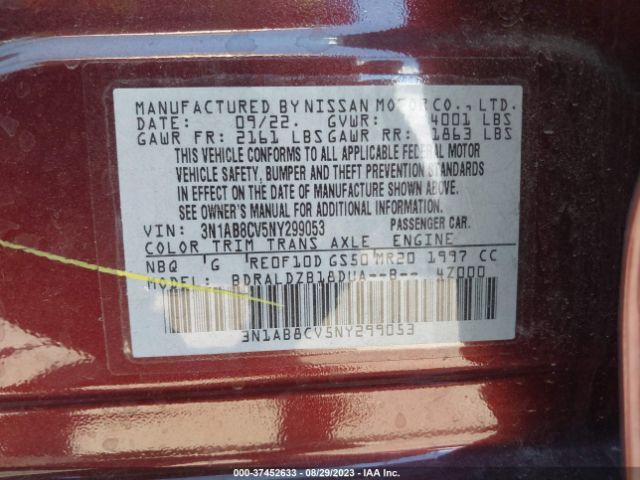 MANUFACTURED BY NISSAN MOTOR CO., LTD.
DATE: 09/22. GVWR: 4001 LBS
GAWR FR: 2161 LBS GAWR RR: 1863 LBS
THIS VEHICLE CONFORMS TO ALL APPLICABLE FEDERAL MOTOR
VEHICLE SAFETY, BUMPER AND THEFT PREVENTION STANDARDS
IN EFFECT ON THE DATE OF MANUFACTURE SHOWN ABOVE.
SEE OWNER'S MANUAL FOR ADDITIONAL INFORMATION.
VIN: 3N1AB8CV5NY299053 PASSENGER CAR.
COLOR TRIM TRANS AXLE ENGINE
NBQ G RE0F10D GS50 MR20 1997 CC
MODEL: BDRALDZB18DUA--B-- 4Z000
3N1AB8CV5NY299053
000-37452633 - 08/29/2023 - IAA Inc.